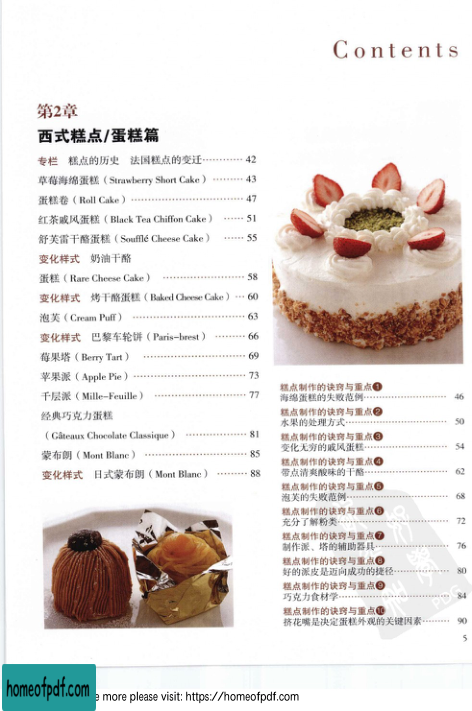 Contents
第2章
西式糕点/蛋糕篇
专栏 糕点的历史 法国糕点的变迁············ 42
草莓海绵蛋糕（Strawberry Short Cake）········· 43
蛋糕卷（Roll Cake）························ 47
红茶戚风蛋糕（Black Tea Chiffon Cake）······ 51
舒芙雷干酪蛋糕（Soufflé Cheese Cake）······ 55
变化样式 奶油干酪
蛋糕（Rare Cheese Cake）···················· 58
变化样式 烤干酪蛋糕（Baked Cheese Cake）··· 60
泡芙（Cream Puff）·························· 63
变化样式 巴黎车轮饼（Paris-brest）········· 66
莓果塔（Berry Tart）························ 69
苹果派（Apple Pie）························· 73
千层派（Mille-Feuille）····················· 77
经典巧克力蛋糕
（Gâteaux Chocolate Classique）·············· 81
蒙布朗（Mont Blanc）······················· 85
变化样式 日式蒙布朗（Mont Blanc）········· 88
糕点制作的诀窍与重点❶
海绵蛋糕的失败范例····················· 46
糕点制作的诀窍与重点❷
水果的处理方式························ 50
糕点制作的诀窍与重点❸
变化无穷的戚风蛋糕····················· 54
糕点制作的诀窍与重点❹
带点清爽酸味的干酪····················· 62
糕点制作的诀窍与重点❺
泡芙的失败范例························ 68
糕点制作的诀窍与重点❻
充分了解粉类·························· 72
糕点制作的诀窍与重点❼
制作派、塔的辅助器具··················· 76
糕点制作的诀窍与重点❽
好的派皮是迈向成功的捷径··············· 80
糕点制作的诀窍与重点❾
巧克力食材学·························· 84
糕点制作的诀窍与重点❿
挤花嘴是决定蛋糕外观的关键因素········ 90
5
homeofpdf.com
e more please visit: https://homeofpdf.com